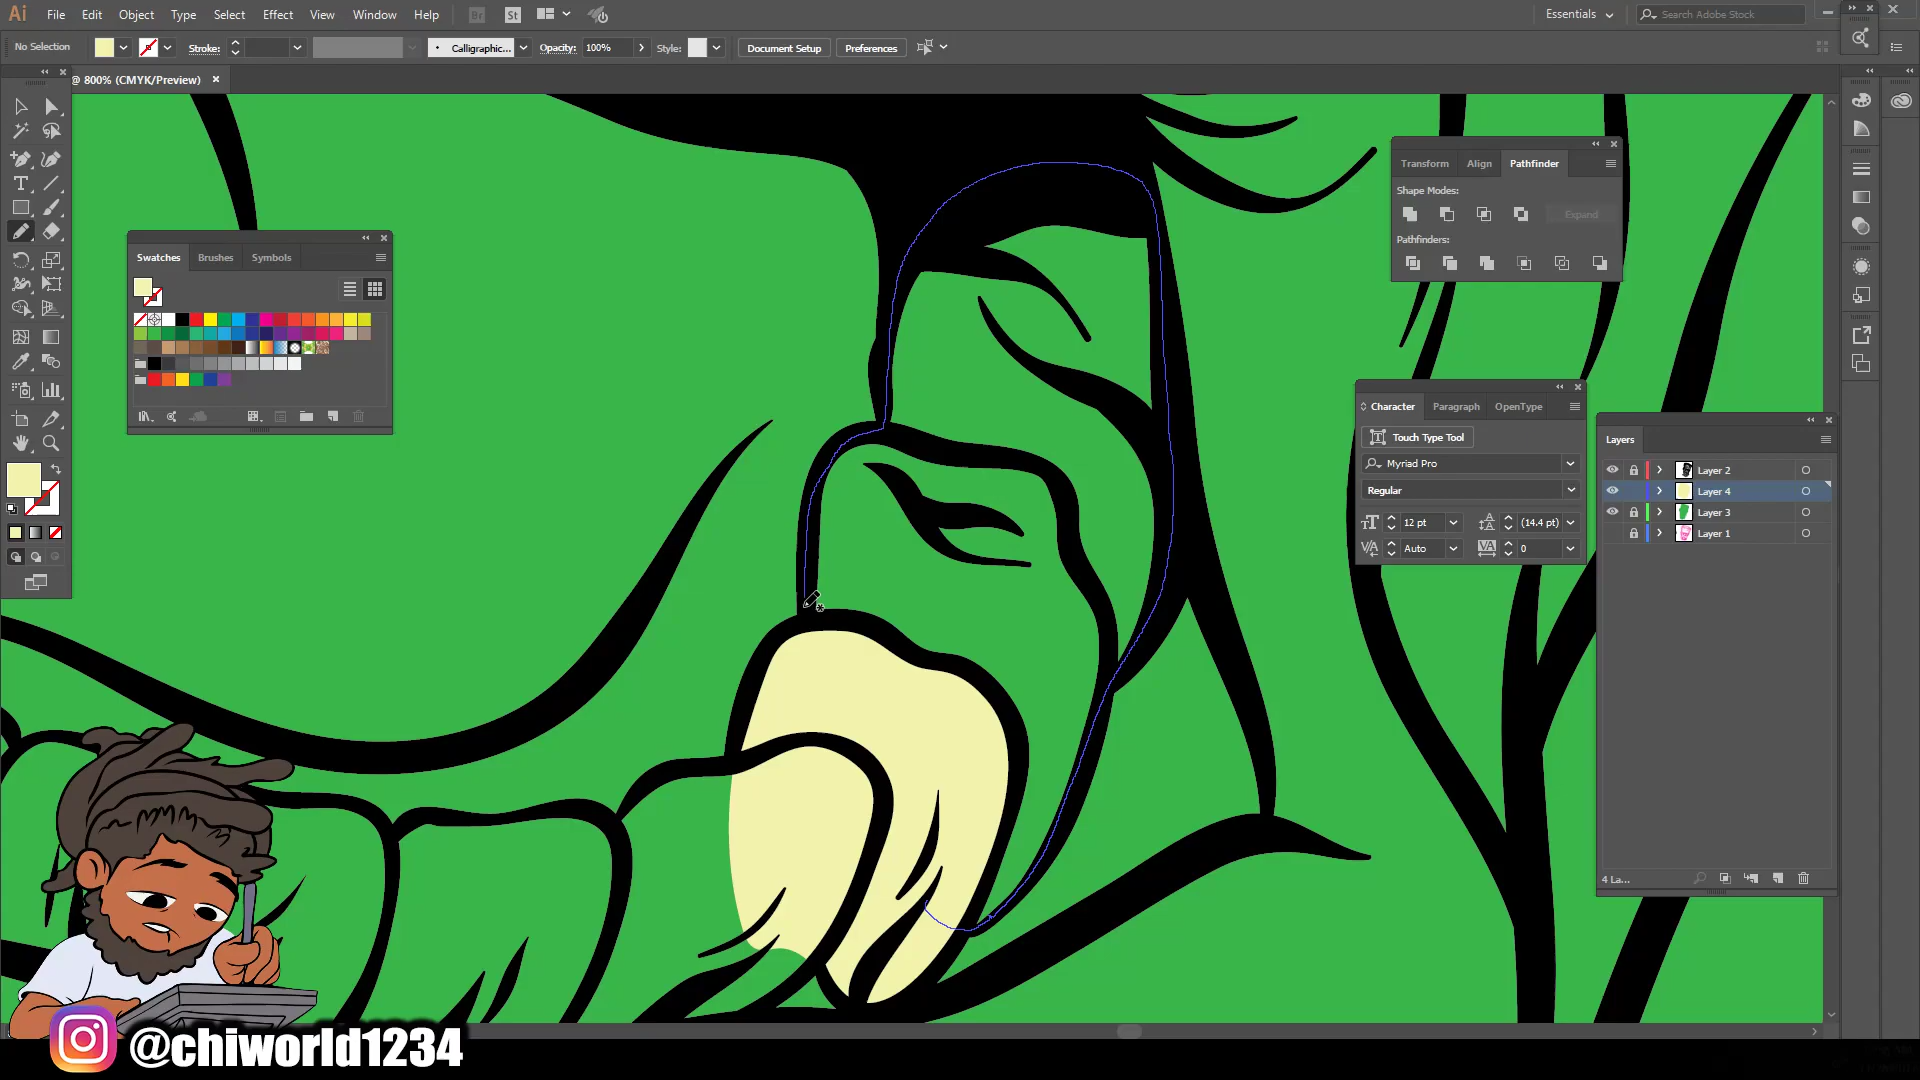 Ai File Edit Object Type Select Effect View Window Help Br St Essentials Search Adobe Stock
No Selection Stroke: Calligraphic... Opacity: 100% Style: Document Setup Preferences
@ 800% (CMYK/Preview)
Transform Align Pathfinder
Shape Modes:
Expand
Pathfinders:
Swatches Brushes Symbols
Character Paragraph OpenType
Touch Type Tool
Myriad Pro
Regular
12 pt (14.4 pt)
Auto 0
Layers
Layer 2
Layer 4
Layer 3
Layer 1
4 La...
@chiworld1234